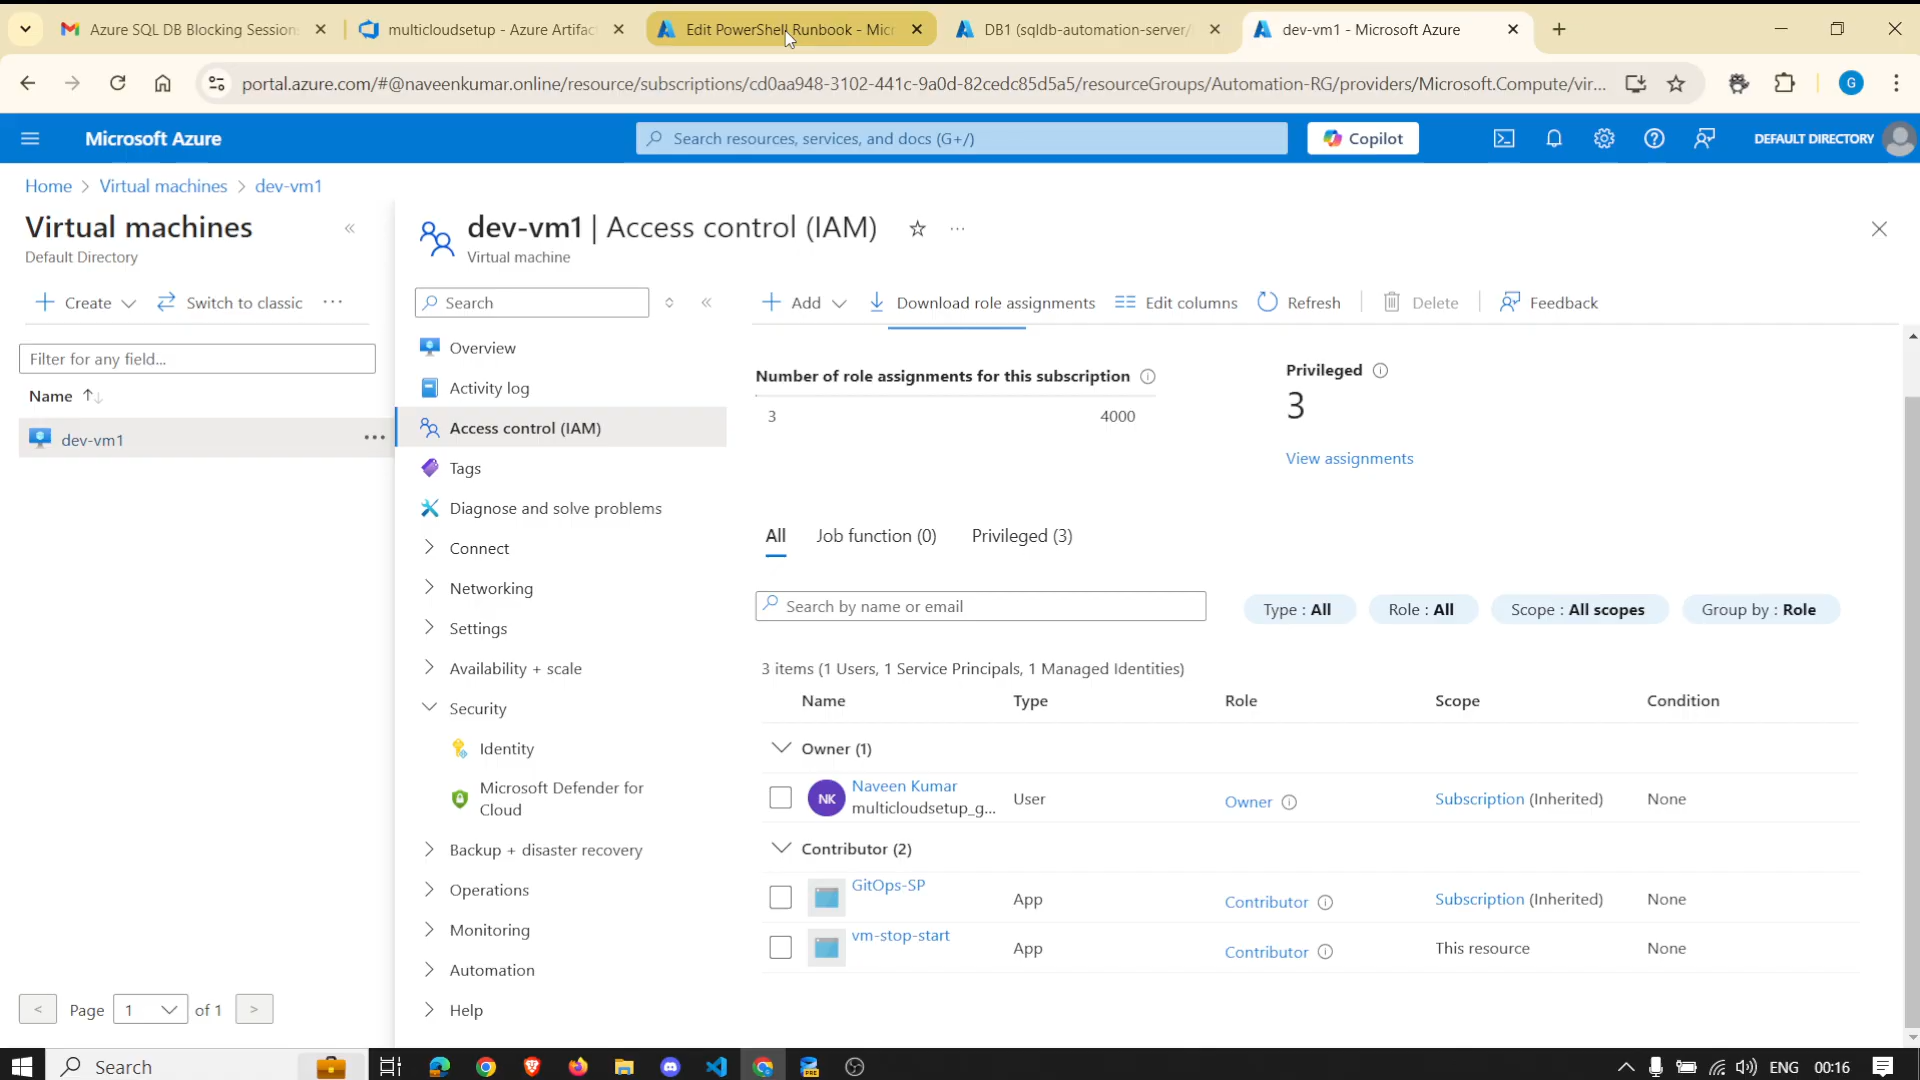 Azure SQL DB Blocking Sessions
multicloudsetup - Azure Artifac
Edit PowerShell Runbook - Mic
DB1 (sqldb-automation-server/
dev-vm1 - Microsoft Azure
portal.azure.com/#@naveenkumar.online/resource/subscriptions/cd0aa948-3102-441c-9a0d-82cedc85d5a5/resourceGroups/Automation-RG/providers/Microsoft.Compute/vir...
G
Microsoft Azure
Search resources, services, and docs (G+/)
Copilot
DEFAULT DIRECTORY
Home > Virtual machines > dev-vm1
Virtual machines
Default Directory
Create
Switch to classic
Filter for any field...
Name
dev-vm1
Page 1 of 1
dev-vm1 | Access control (IAM)
Virtual machine
Search
Overview
Activity log
Access control (IAM)
Tags
Diagnose and solve problems
Connect
Networking
Settings
Availability + scale
Security
Identity
Microsoft Defender for
Cloud
Backup + disaster recovery
Operations
Monitoring
Automation
Help
Add
Download role assignments
Edit columns
Refresh
Delete
Feedback
Number of role assignments for this subscription
3 4000
Privileged
3
View assignments
All Job function (0) Privileged (3)
Search by name or email
Type : All
Role : All
Scope : All scopes
Group by : Role
3 items (1 Users, 1 Service Principals, 1 Managed Identities)
Name Type Role Scope Condition
Owner (1)
NK
Naveen Kumar
multicloudsetup_g...
User Owner Subscription (Inherited) None
Contributor (2)
GitOps-SP
App Contributor Subscription (Inherited) None
vm-stop-start
App Contributor This resource None
Search
PRE
ENG 00:16